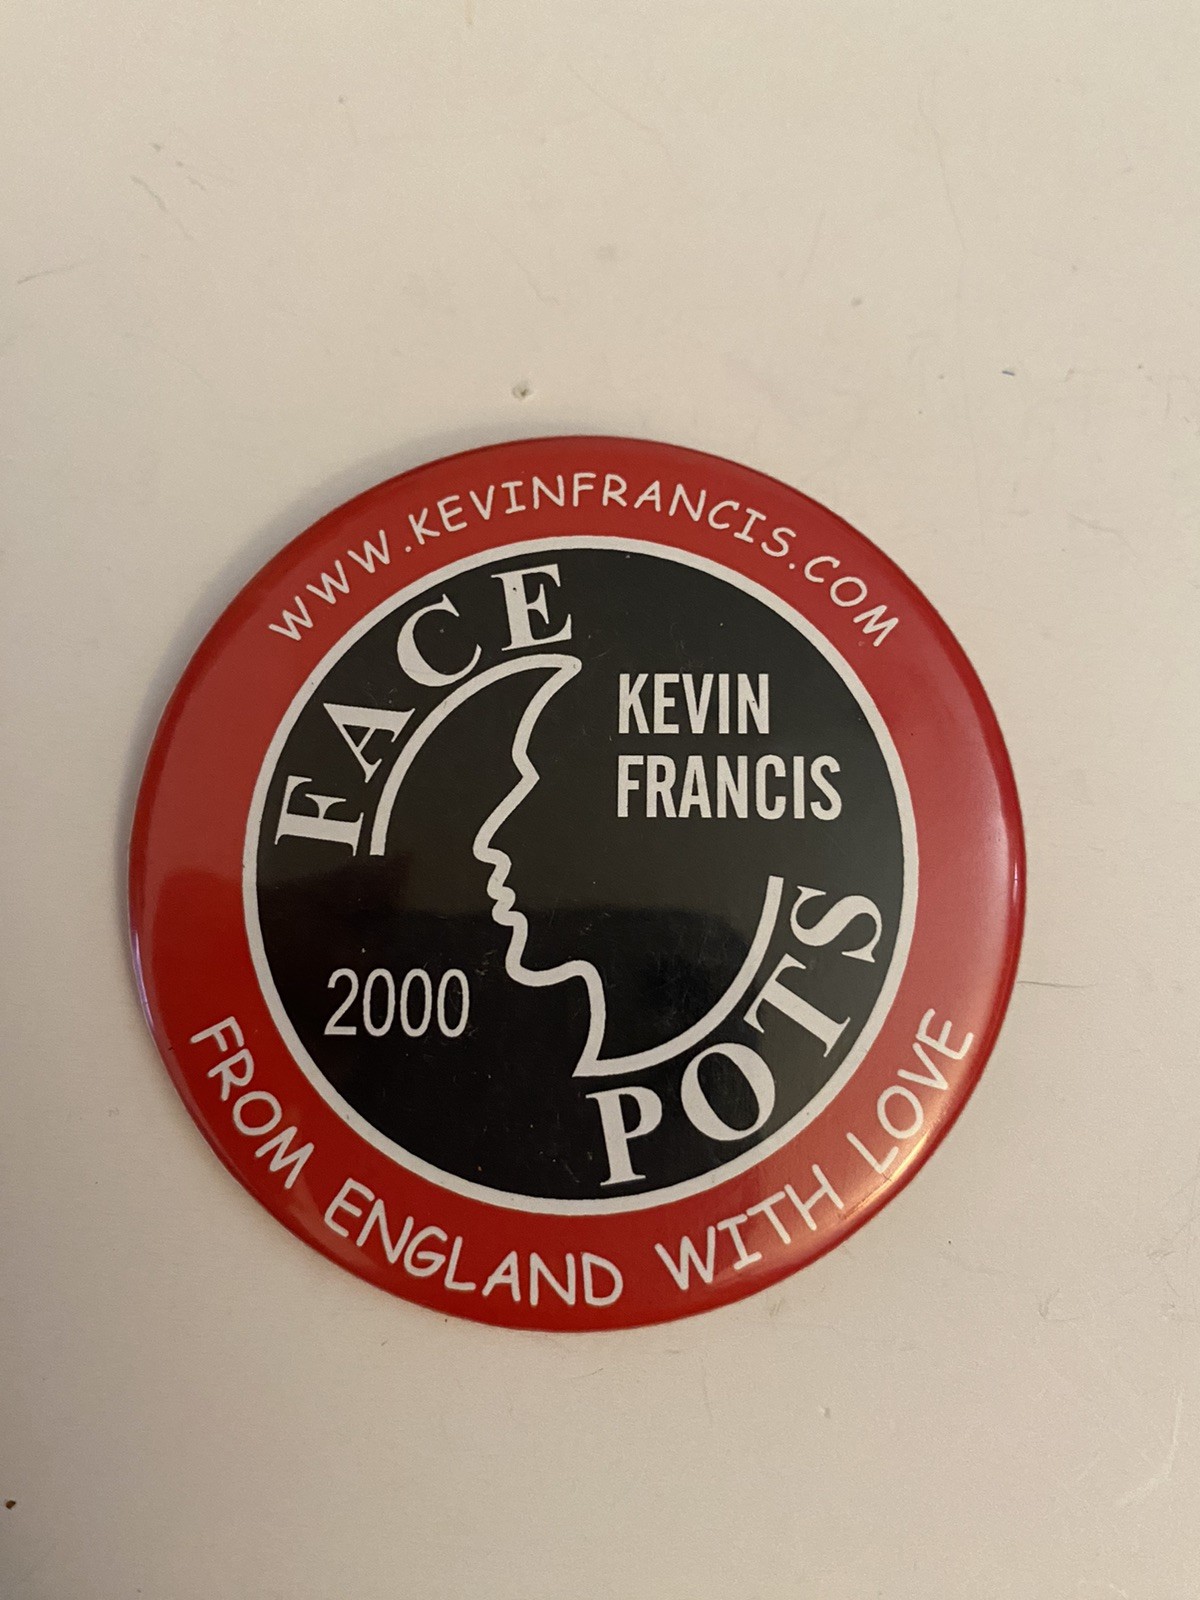 WWW.KEVINFRANCIS.COM
FACE
KEVIN
FRANCIS
2000
POTS
FROM ENGLAND WITH LOVE